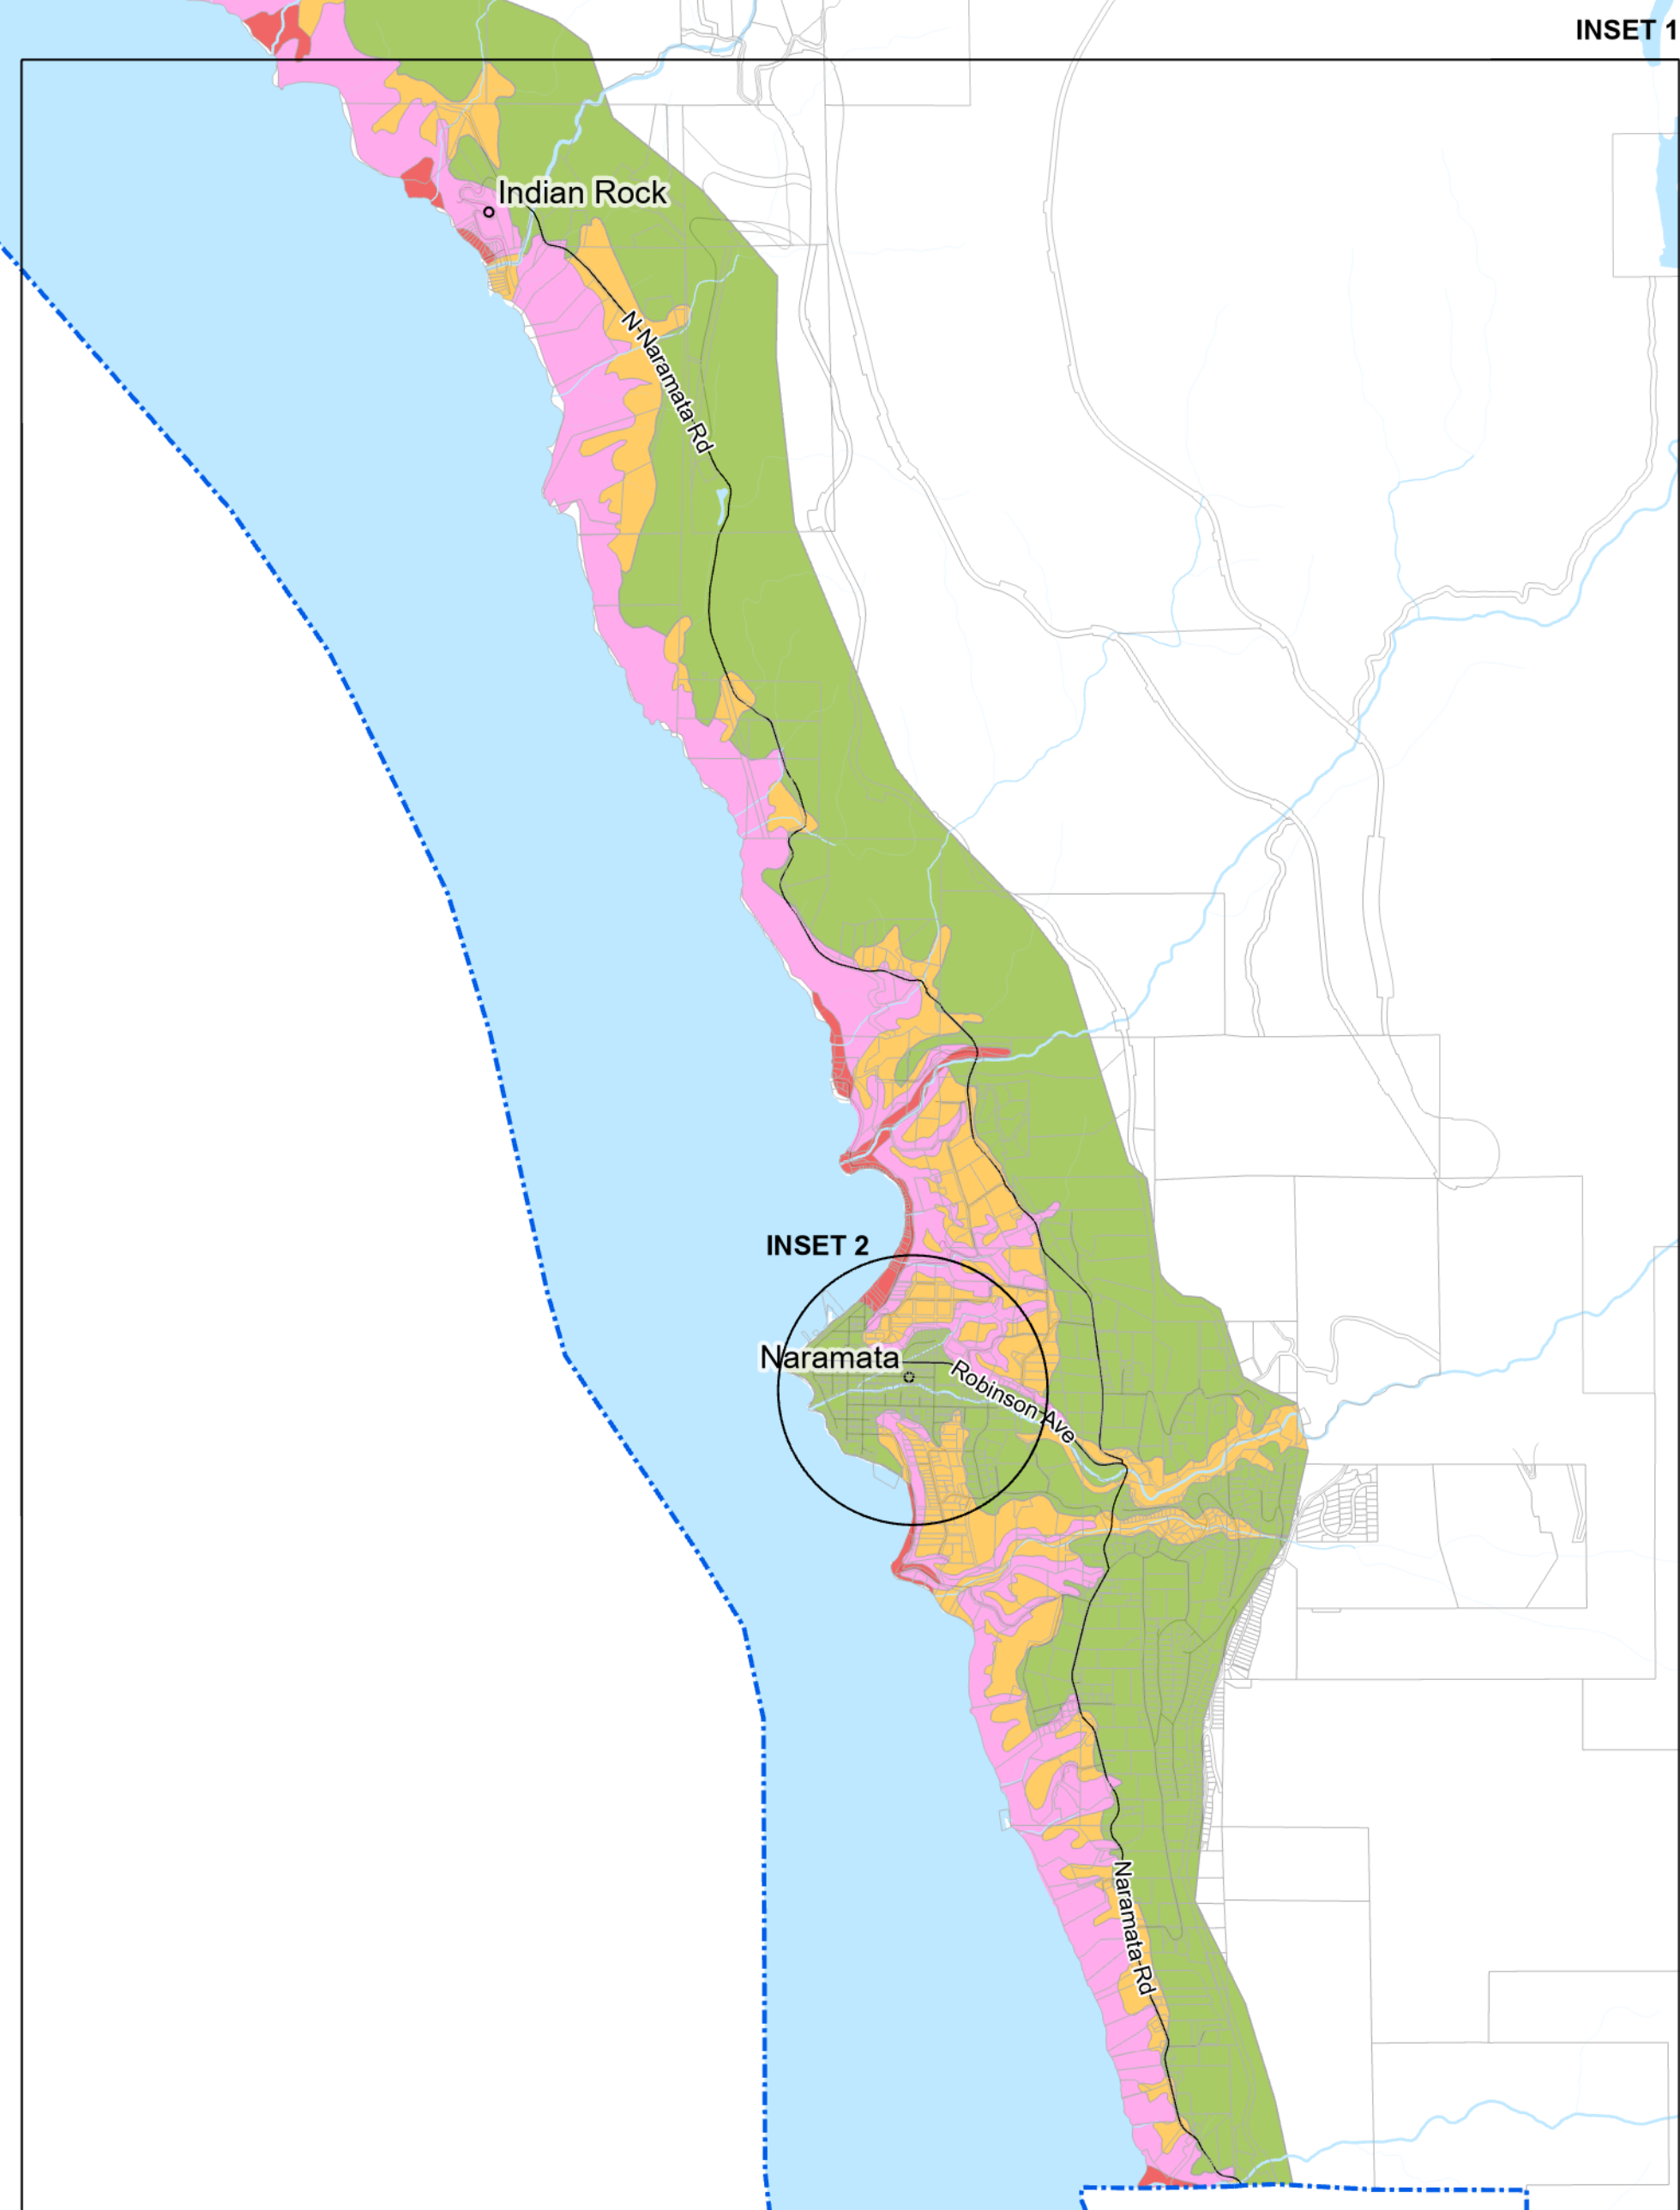 INSET 1
Indian Rock
N Naramata Rd
INSET 2
Naramata
Robinson Ave
Naramata Rd